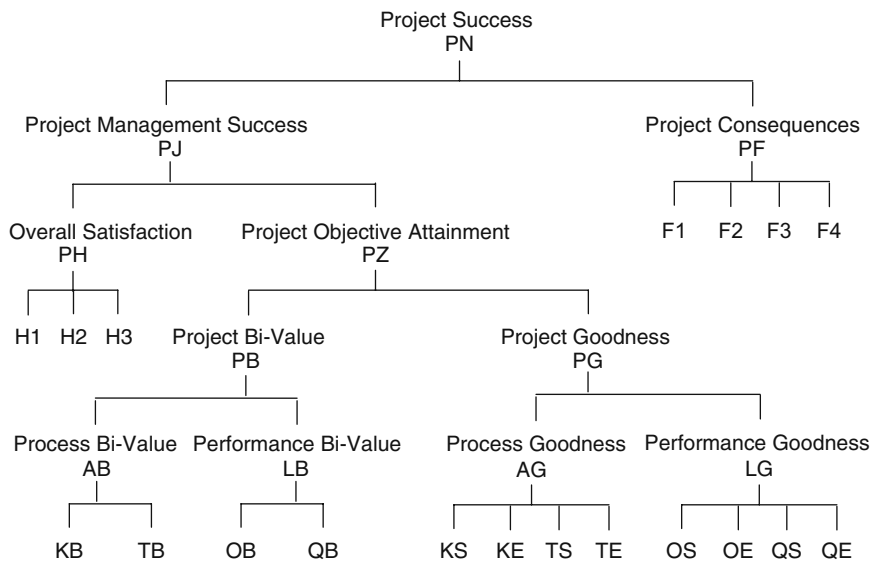 Project Success
PN
Project Management Success
PJ
Project Consequences
PF
F1 F2 F3 F4
Overall Satisfaction
PH
Project Objective Attainment
PZ
H1 H2 H3
Project Bi-Value
PB
Project Goodness
PG
Process Bi-Value
AB
Performance Bi-Value
LB
Process Goodness
AG
Performance Goodness
LG
KB TB OB QB KS KE TS TE OS OE QS QE